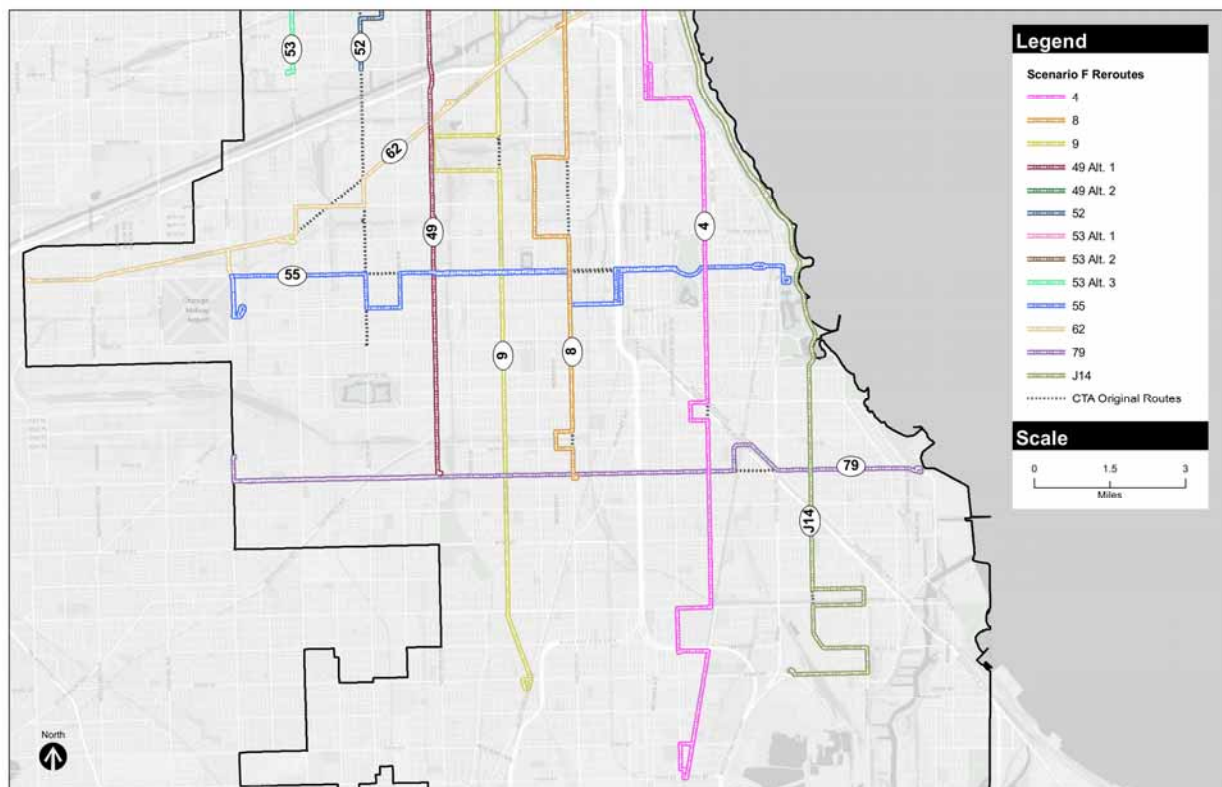 53
52
62
49
4
55
9
8
79
J14
Legend
Scenario F Reroutes
4
8
9
49 Alt. 1
49 Alt. 2
52
53 Alt. 1
53 Alt. 2
53 Alt. 3
55
62
79
J14
CTA Original Routes
Scale
0 1.5 3
Miles
North